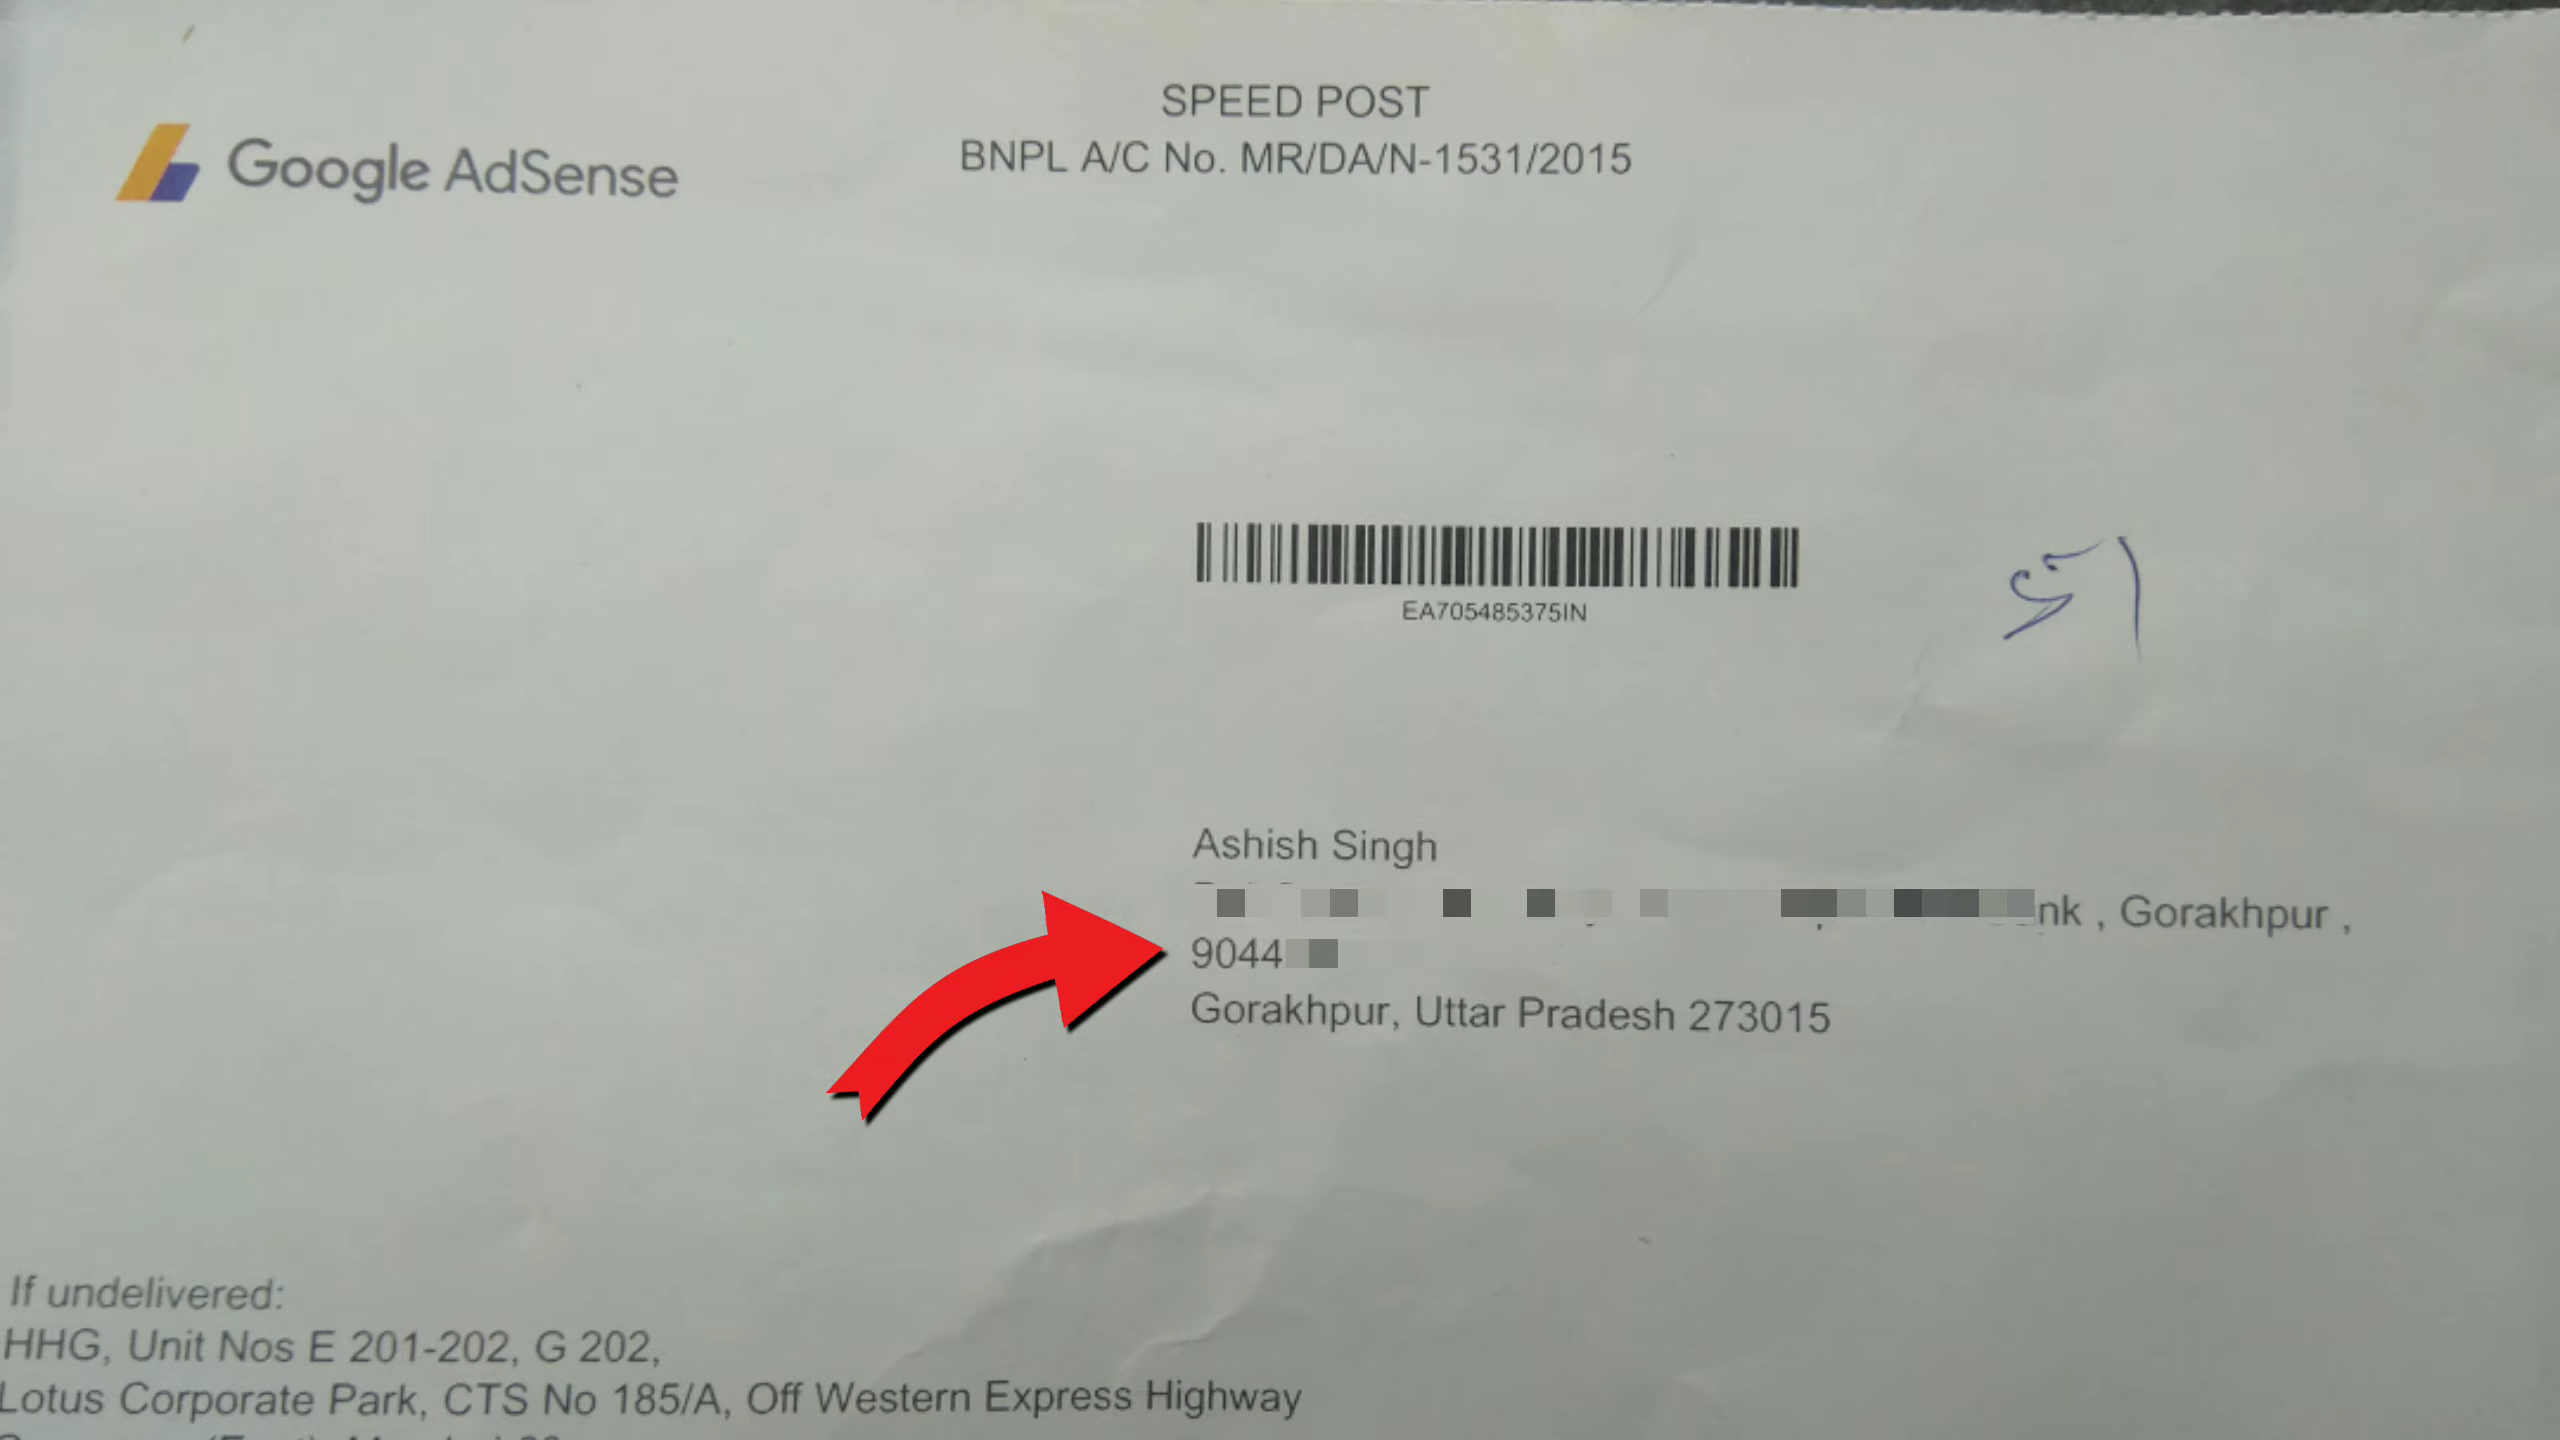 Google AdSense
SPEED POST
BNPL A/C No. MR/DA/N-1531/2015
EA705485375IN
Ashish Singh
nk , Gorakhpur ,
9044
Gorakhpur, Uttar Pradesh 273015
If undelivered:
HHG, Unit Nos E 201-202, G 202,
Lotus Corporate Park, CTS No 185/A, Off Western Express Highway